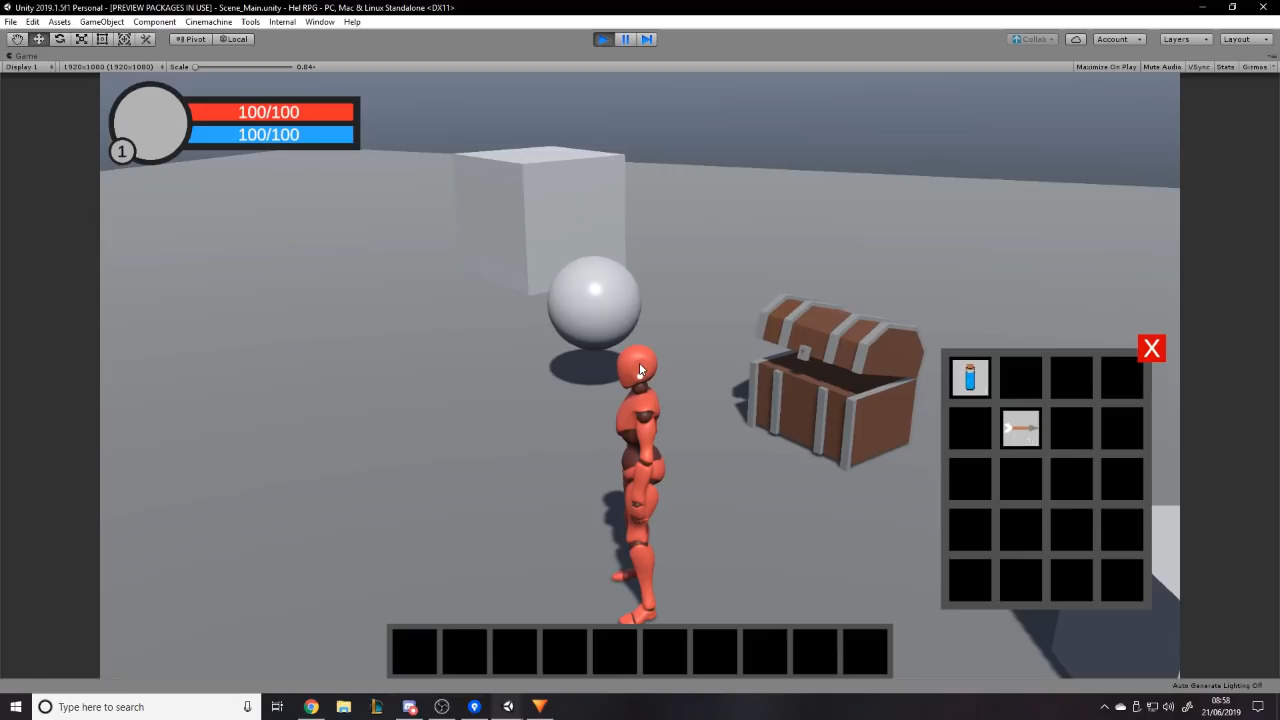 Unity 2019.1.5f1 Personal - [PREVIEW PACKAGES IN USE] - Scene_Main.unity - Hel RPG - PC, Mac & Linux Standalone <DX11>
File Edit Assets GameObject Component Cinemachine Internal Window Help
Pivot Local Collab Account Layers Layout
Game
Display 1 1920x1080 (1920x1080) Scale 0.84× Maximize On Play Mute Audio VSync Stats Gizmos
100/100
100/100
1
X
Auto Generate Lighting Off
Type here to search
08:58
21/06/2019